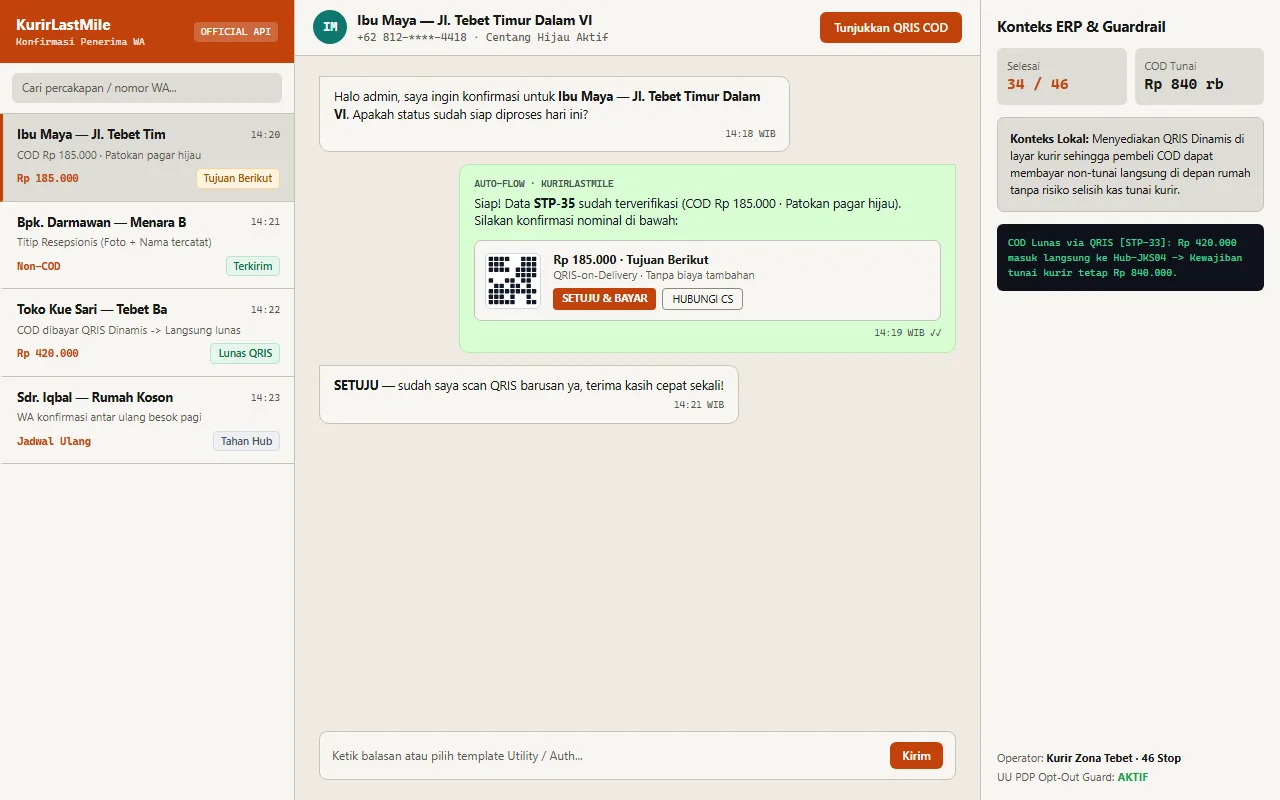 KurirLastMile
Konfirmasi Penerima WA
OFFICIAL API
Cari percakapan / nomor WA...
Ibu Maya — Jl. Tebet Tim
14:20
COD Rp 185.000 · Patokan pagar hijau
Rp 185.000
Tujuan Berikut
Bpk. Darmawan — Menara B
14:21
Titip Resepsionis (Foto + Nama tercatat)
Non-COD
Terkirim
Toko Kue Sari — Tebet Ba
14:22
COD dibayar QRIS Dinamis -> Langsung lunas
Rp 420.000
Lunas QRIS
Sdr. Iqbal — Rumah Koson
14:23
WA konfirmasi antar ulang besok pagi
Jadwal Ulang
Tahan Hub
IM
Ibu Maya — Jl. Tebet Timur Dalam VI
+62 812-****-4418 · Centang Hijau Aktif
Tunjukkan QRIS COD
Halo admin, saya ingin konfirmasi untuk Ibu Maya — Jl. Tebet Timur Dalam
VI. Apakah status sudah siap diproses hari ini?
14:18 WIB
AUTO-FLOW · KURIRLASTMILE
Siap! Data STP-35 sudah terverifikasi (COD Rp 185.000 · Patokan pagar hijau).
Silakan konfirmasi nominal di bawah:
Rp 185.000 · Tujuan Berikut
QRIS-on-Delivery · Tanpa biaya tambahan
SETUJU & BAYAR
HUBUNGI CS
14:19 WIB ✓✓
SETUJU — sudah saya scan QRIS barusan ya, terima kasih cepat sekali!
14:21 WIB
Ketik balasan atau pilih template Utility / Auth...
Kirim
Konteks ERP & Guardrail
Selesai
34 / 46
COD Tunai
Rp 840 rb
Konteks Lokal: Menyediakan QRIS Dinamis di
layar kurir sehingga pembeli COD dapat
membayar non-tunai langsung di depan rumah
tanpa risiko selisih kas tunai kurir.
COD Lunas via QRIS [STP-33]: Rp 420.000
masuk langsung ke Hub-JKS04 -> Kewajiban
tunai kurir tetap Rp 840.000.
Operator: Kurir Zona Tebet · 46 Stop
UU PDP Opt-Out Guard: AKTIF